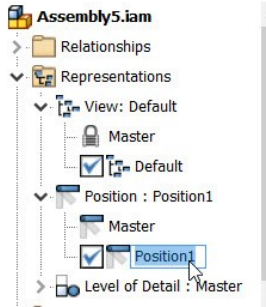 Assembly5.iam
Relationships
Representations
View: Default
Master
Default
Position : Position1
Master
Position1
Level of Detail : Master